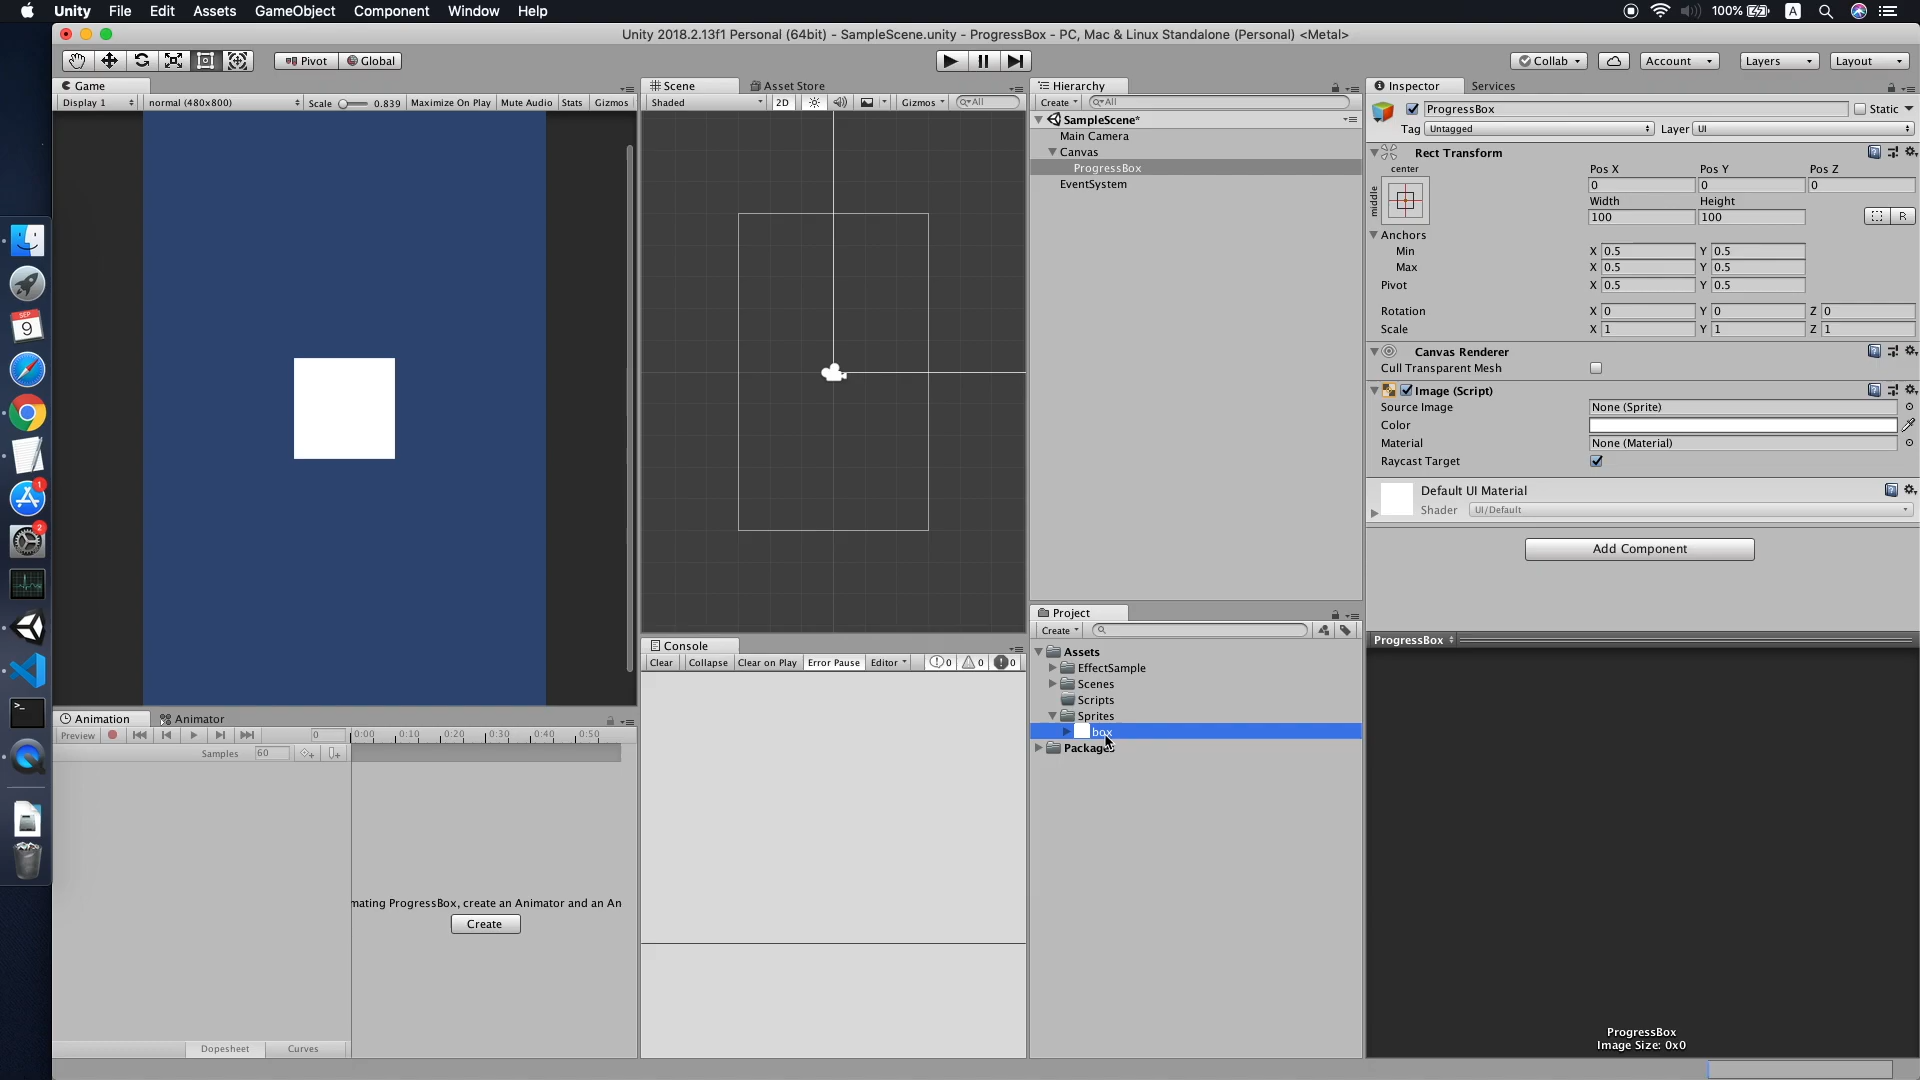 Unity File Edit Assets GameObject Component Window Help 100% A
Unity 2018.2.13f1 Personal (64bit) - SampleScene.unity - ProgressBox - PC, Mac & Linux Standalone (Personal) <Metal>
Pivot Global Collab Account Layers Layout
Game
Display 1 normal (480x800) Scale 0.839 Maximize On Play Mute Audio Stats Gizmos
Scene Asset Store
Shaded 2D Gizmos All
Hierarchy
Create All
SampleScene*
Main Camera
Canvas
ProgressBox
EventSystem
Inspector Services
ProgressBox Static
Tag Untagged Layer UI
Rect Transform
center
middle
Pos X Pos Y Pos Z
0 0 0
Width Height
100 100 R
Anchors
Min X 0.5 Y 0.5
Max X 0.5 Y 0.5
Pivot X 0.5 Y 0.5
Rotation X 0 Y 0 Z 0
Scale X 1 Y 1 Z 1
Canvas Renderer
Cull Transparent Mesh
Image (Script)
Source Image None (Sprite)
Color
Material None (Material)
Raycast Target
Default UI Material
Shader UI/Default
Add Component
SEP
9
1
2
Project
Create
Assets
EffectSample
Scenes
Scripts
Sprites
box
Packages
Console
Clear Collapse Clear on Play Error Pause Editor 0 0 0
Animation Animator
Preview 0 0:00 0:10 0:20 0:30 0:40 0:50
Samples 60
mating ProgressBox, create an Animator and an An
Create
Dopesheet Curves
ProgressBox
ProgressBox
Image Size: 0x0